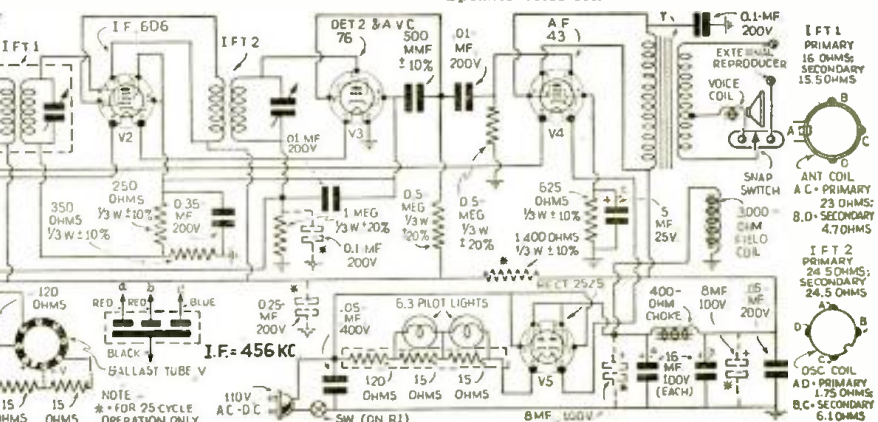 I.F. 6D6
IFT1
IFT2
DET 2 & AVC
76
500
MMF
± 10%
.01-
MF
200V
AF
43
0.1-MF
200V
EXTERNAL
REPRODUCER
VOICE
COIL
SNAP
SWITCH
V2
V3
V4
.01 MF
200V
250
OHMS
1/3 W ± 10%
350
OHMS
1/3 W ± 10%
0.35-
MF
200V
1 MEG
1/3 W ± 20%
0.1-MF
200V
0.5
MEG
1/3 W
± 20%
0.5-
MEG
1/3 W
± 20%
625
OHMS
1/3 W ± 10%
5
MF
25V.
1,400 OHMS
1/3 W ± 10%
3,000-
OHM
FIELD
COIL
120
OHMS
RED
a
RED
b
BLUE
BLACK
BALLAST TUBE V
I.F. = 456 KC
0.25-
MF
200V
.05-
MF
400V
6.3 PILOT LIGHTS
RECT 25Z5
400-
OHM
CHOKE
8MF
100V
.05-
MF
200V
120
OHMS
15
OHMS
15
OHMS
V5
16
MF
100V
(EACH)
15
OHMS
15
OHMS
NOTE
* = FOR 25 CYCLE
OPERATION ONLY
110V
AC-DC
SW (ON R1)
8MF 100V
IFT1
PRIMARY
16 OHMS;
SECONDARY
15.5 OHMS
A
B
C
D
ANT COIL
A C = PRIMARY
23 OHMS;
B.D = SECONDARY
4.7 OHMS
IFT 2
PRIMARY
24.5 OHMS;
SECONDARY
24.5 OHMS
A
B
C
D
OSC COIL
A D = PRIMARY
1.75 OHMS
B,C = SECONDARY
6.1 OHMS